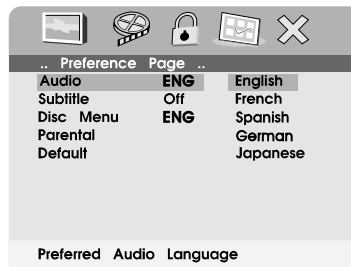 .. Preference Page ..
Audio ENG English
Subtitle Off French
Disc Menu ENG Spanish
Parental German
Default Japanese
Preferred Audio Language